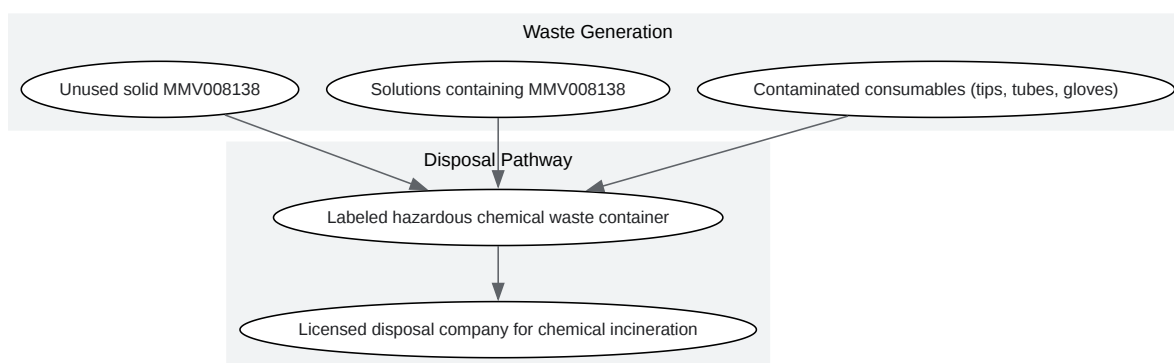 Waste Generation
Unused solid MMV008138
Solutions containing MMV008138
Contaminated consumables (tips, tubes, gloves)
Disposal Pathway
Labeled hazardous chemical waste container
Licensed disposal company for chemical incineration